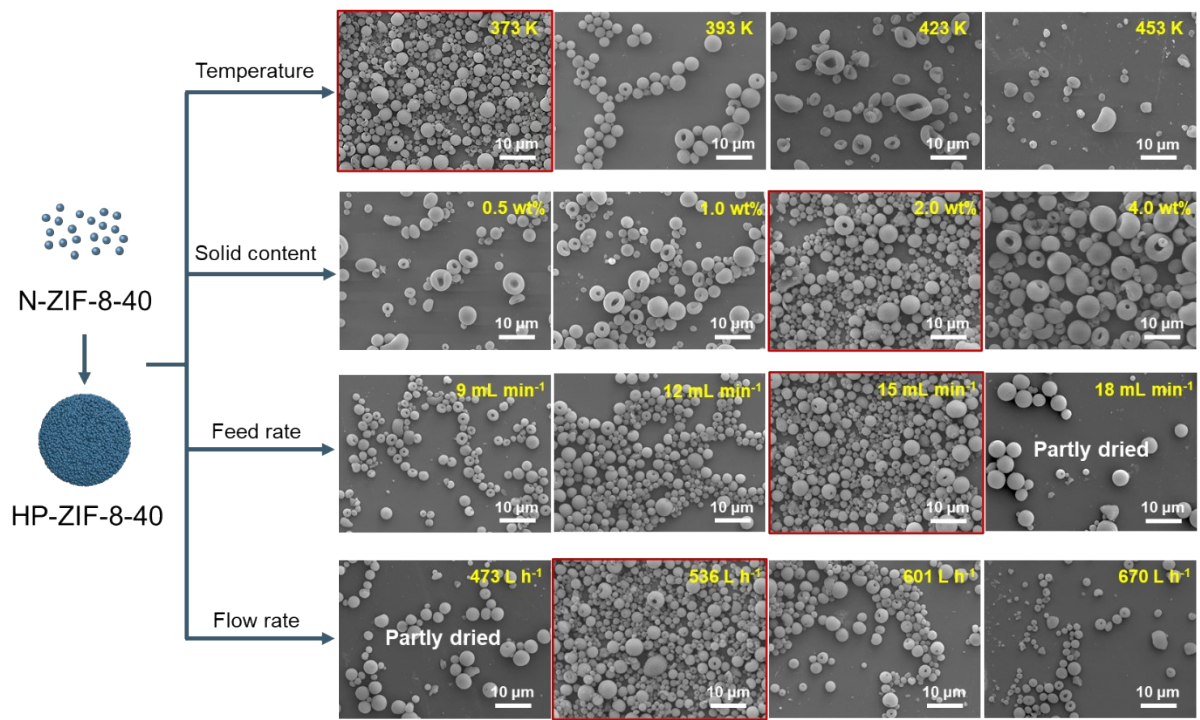 Temperature
373 K
393 K
423 K
453 K
10 µm
10 µm
10 µm
10 µm
Solid content
0.5 wt%
1.0 wt%
2.0 wt%
4.0 wt%
10 µm
10 µm
10 µm
10 µm
N-ZIF-8-40
HP-ZIF-8-40
Feed rate
9 mL min⁻¹
12 mL min⁻¹
15 mL min⁻¹
18 mL min⁻¹
Partly dried
10 µm
10 µm
10 µm
10 µm
Flow rate
473 L h⁻¹
536 L h⁻¹
601 L h⁻¹
670 L h⁻¹
Partly dried
10 µm
10 µm
10 µm
10 µm